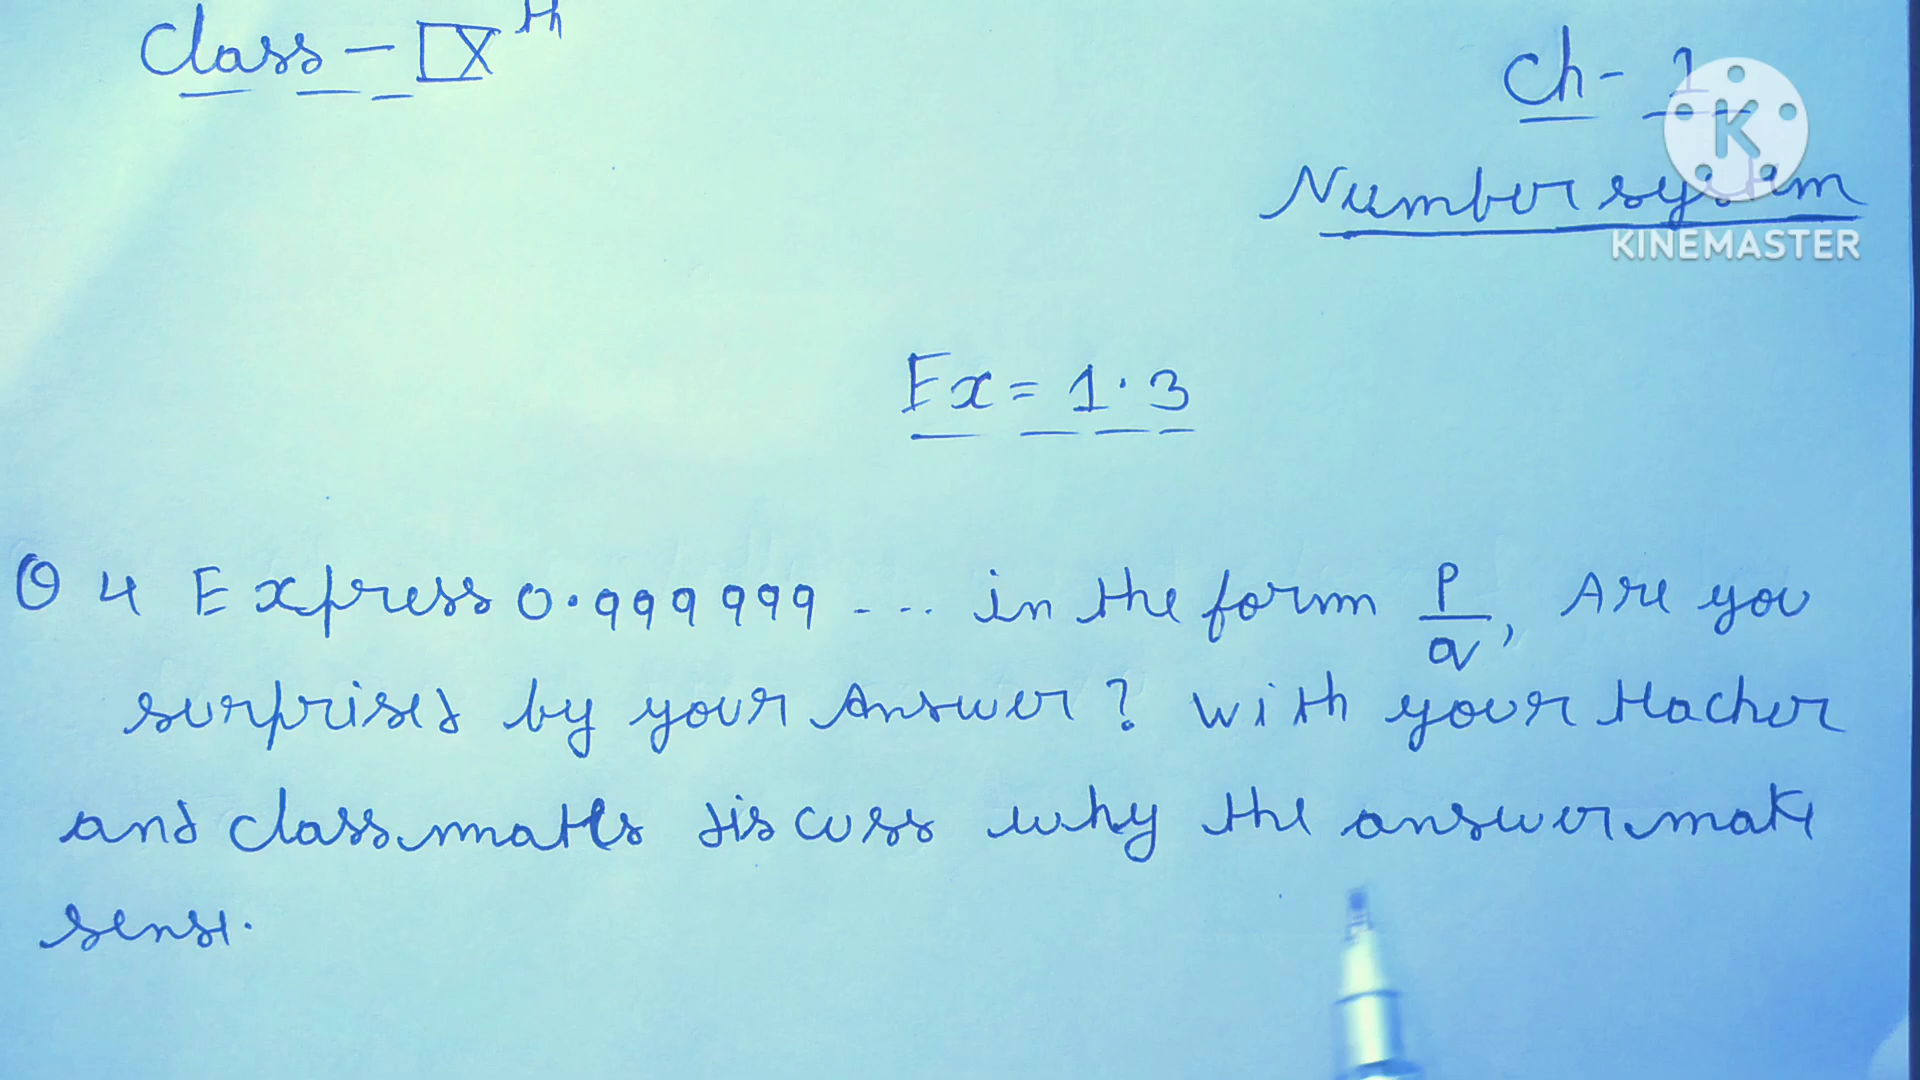 Class - IX th
Ch - 1
Number system
KINEMASTER
Ex = 1.3
Q 4 Express 0.999999 --- in the form p/q, Are you
surprised by your Answer? With your teacher
and classmates discuss why the answer make
sense.